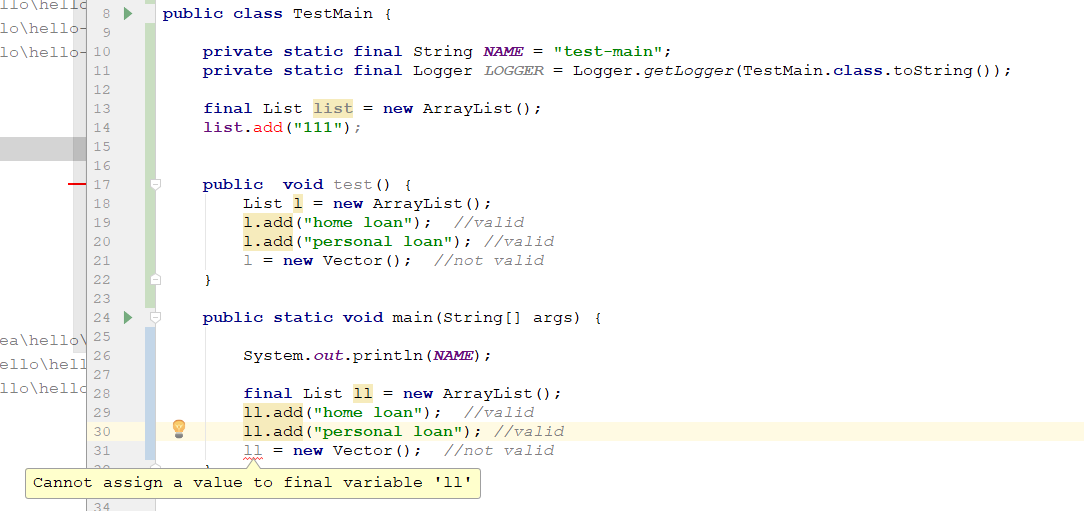 llo\hello
lo\hello-
lo\hello-
ea\hello\
ello\hell
llo\hello
8 public class TestMain {
9
10 private static final String NAME = "test-main";
11 private static final Logger LOGGER = Logger.getLogger(TestMain.class.toString());
12
13 final List list = new ArrayList();
14 list.add("111");
15
16
17 public  void test() {
18 List l = new ArrayList();
19 l.add("home loan");  //valid
20 l.add("personal loan"); //valid
21 l = new Vector();  //not valid
22 }
23
24 public static void main(String[] args) {
25
26 System.out.println(NAME);
27
28 final List ll = new ArrayList();
29 ll.add("home loan");  //valid
30 ll.add("personal loan"); //valid
31 ll = new Vector();  //not valid
Cannot assign a value to final variable 'll'
34